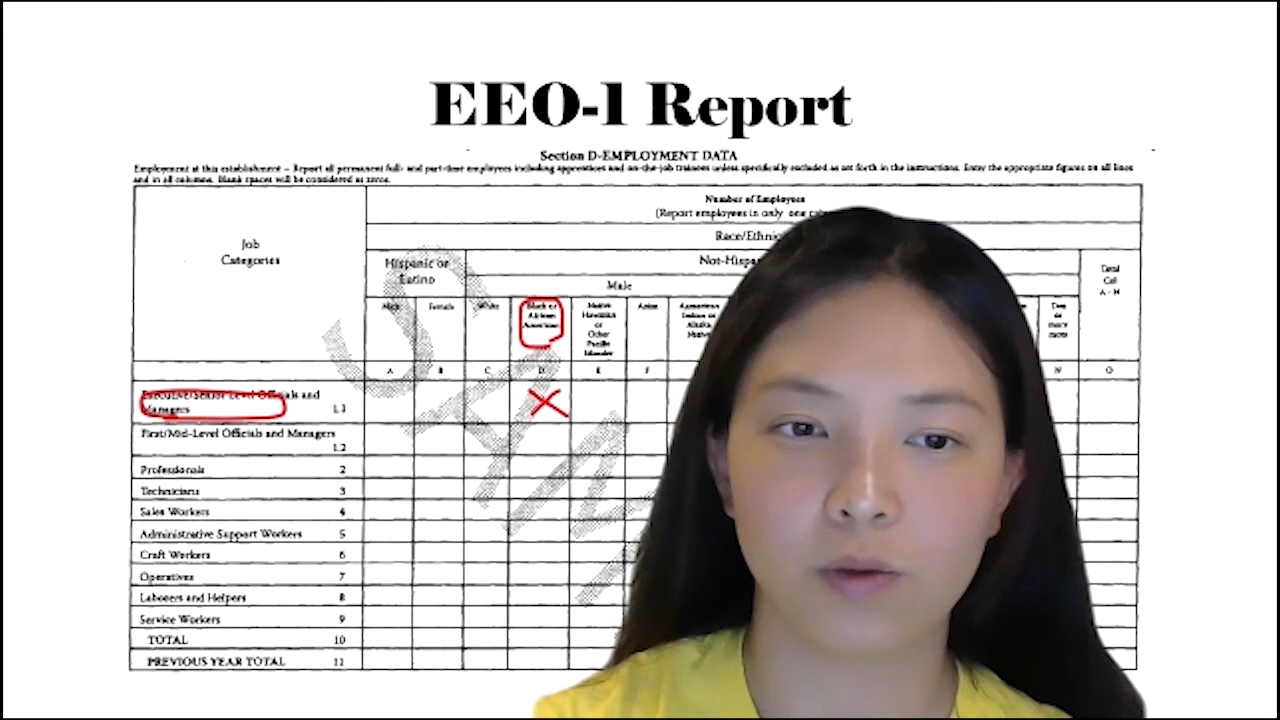 EEO-1 Report
Section D-EMPLOYMENT DATA
Employment at this establishment – Report all permanent full- and part-time employees including apprentices and on-the-job trainees unless specifically excluded as set forth in the instructions. Enter the appropriate figures on all lines
and in all columns. Blank spaces will be considered as zeros.
Number of Employees
(Report employees in only one
Job
Categories
Hispanic or
Latino
Male
Male
Female
White
Black or
African
American
Native
Hawaiian
or
Other
Pacific
Islander
Asian
American
Indian or
Alaska
Native
Two
or
more
races
Total
Col
A - N
A B C D E F N O
Executive/Senior Level Officials and
Managers 1.1
First/Mid-Level Officials and Managers
1.2
Professionals 2
Technicians 3
Sales Workers 4
Administrative Support Workers 5
Craft Workers 6
Operatives 7
Laborers and Helpers 8
Service Workers 9
TOTAL 10
PREVIOUS YEAR TOTAL 11